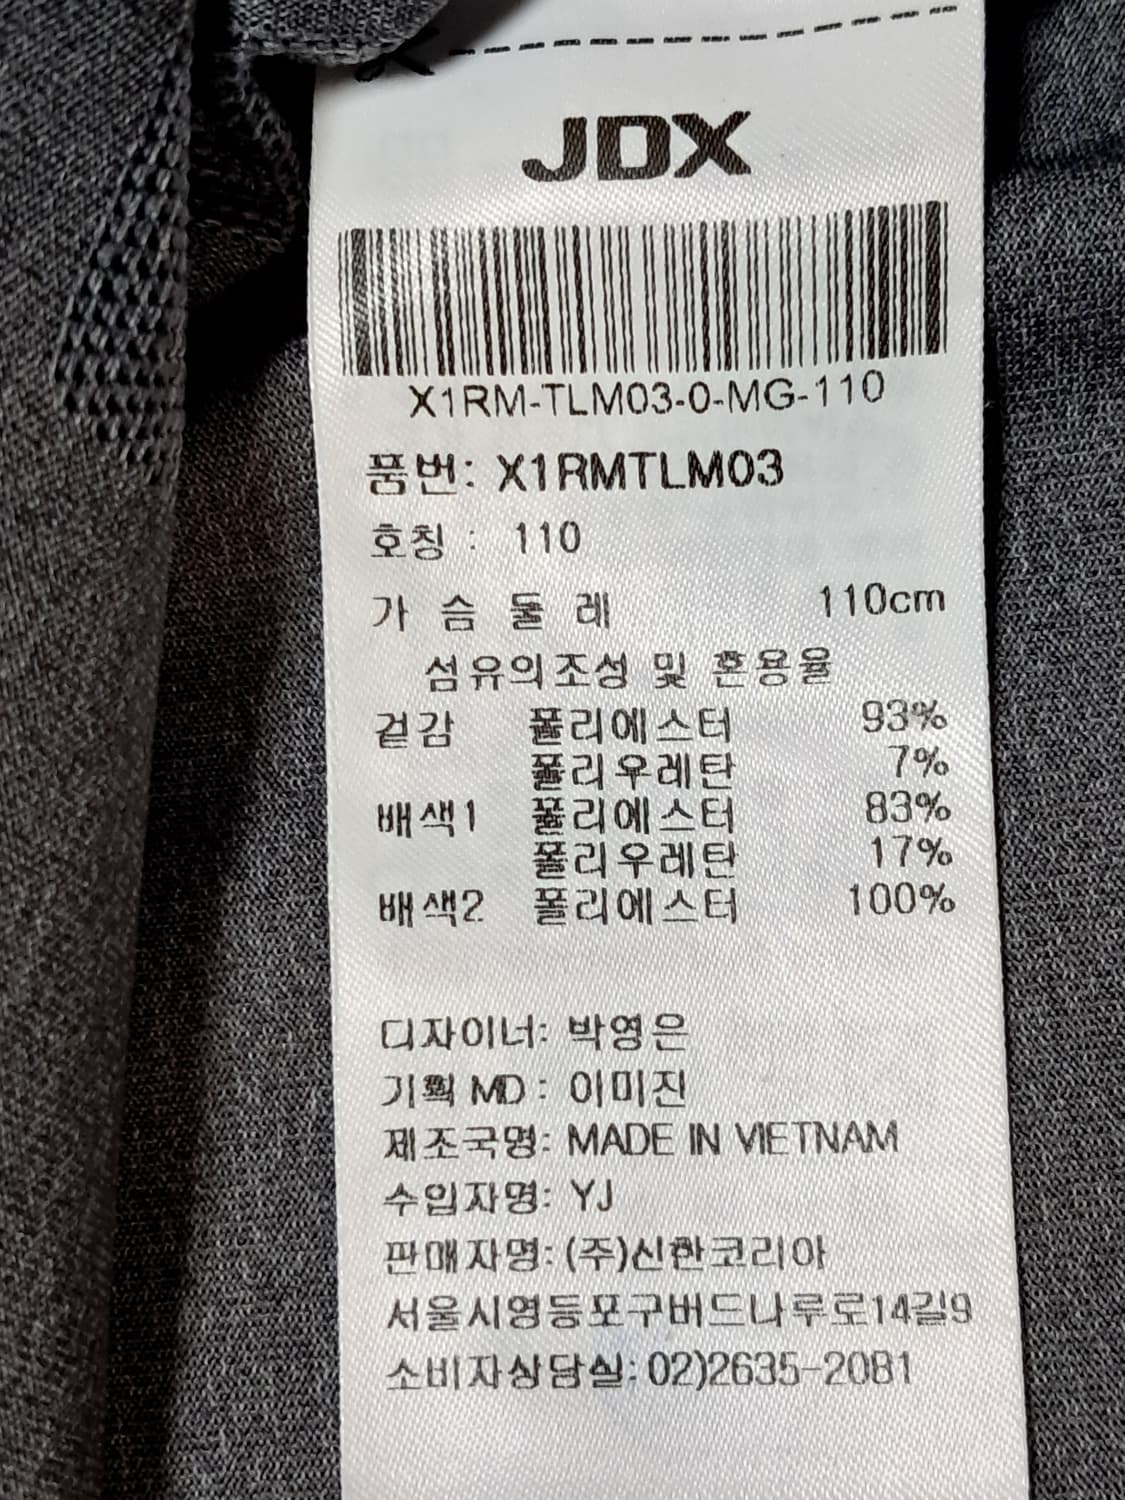 JDX
X1RM-TLM03-0-MG-110
품번: X1RMTLM03
호칭 : 110
가 슴 둘 레 110cm
섬유의조성 및 혼용율
겉감 폴리에스터 93%
폴리우레탄 7%
배색1 폴리에스터 83%
폴리우레탄 17%
배색2 폴리에스터 100%
디자이너: 박영은
기획 MD : 이미진
제조국명: MADE IN VIETNAM
수입자명: YJ
판매자명: (주)신한코리아
서울시영등포구버드나루로14길9
소비자상담실: 02)2635-2081